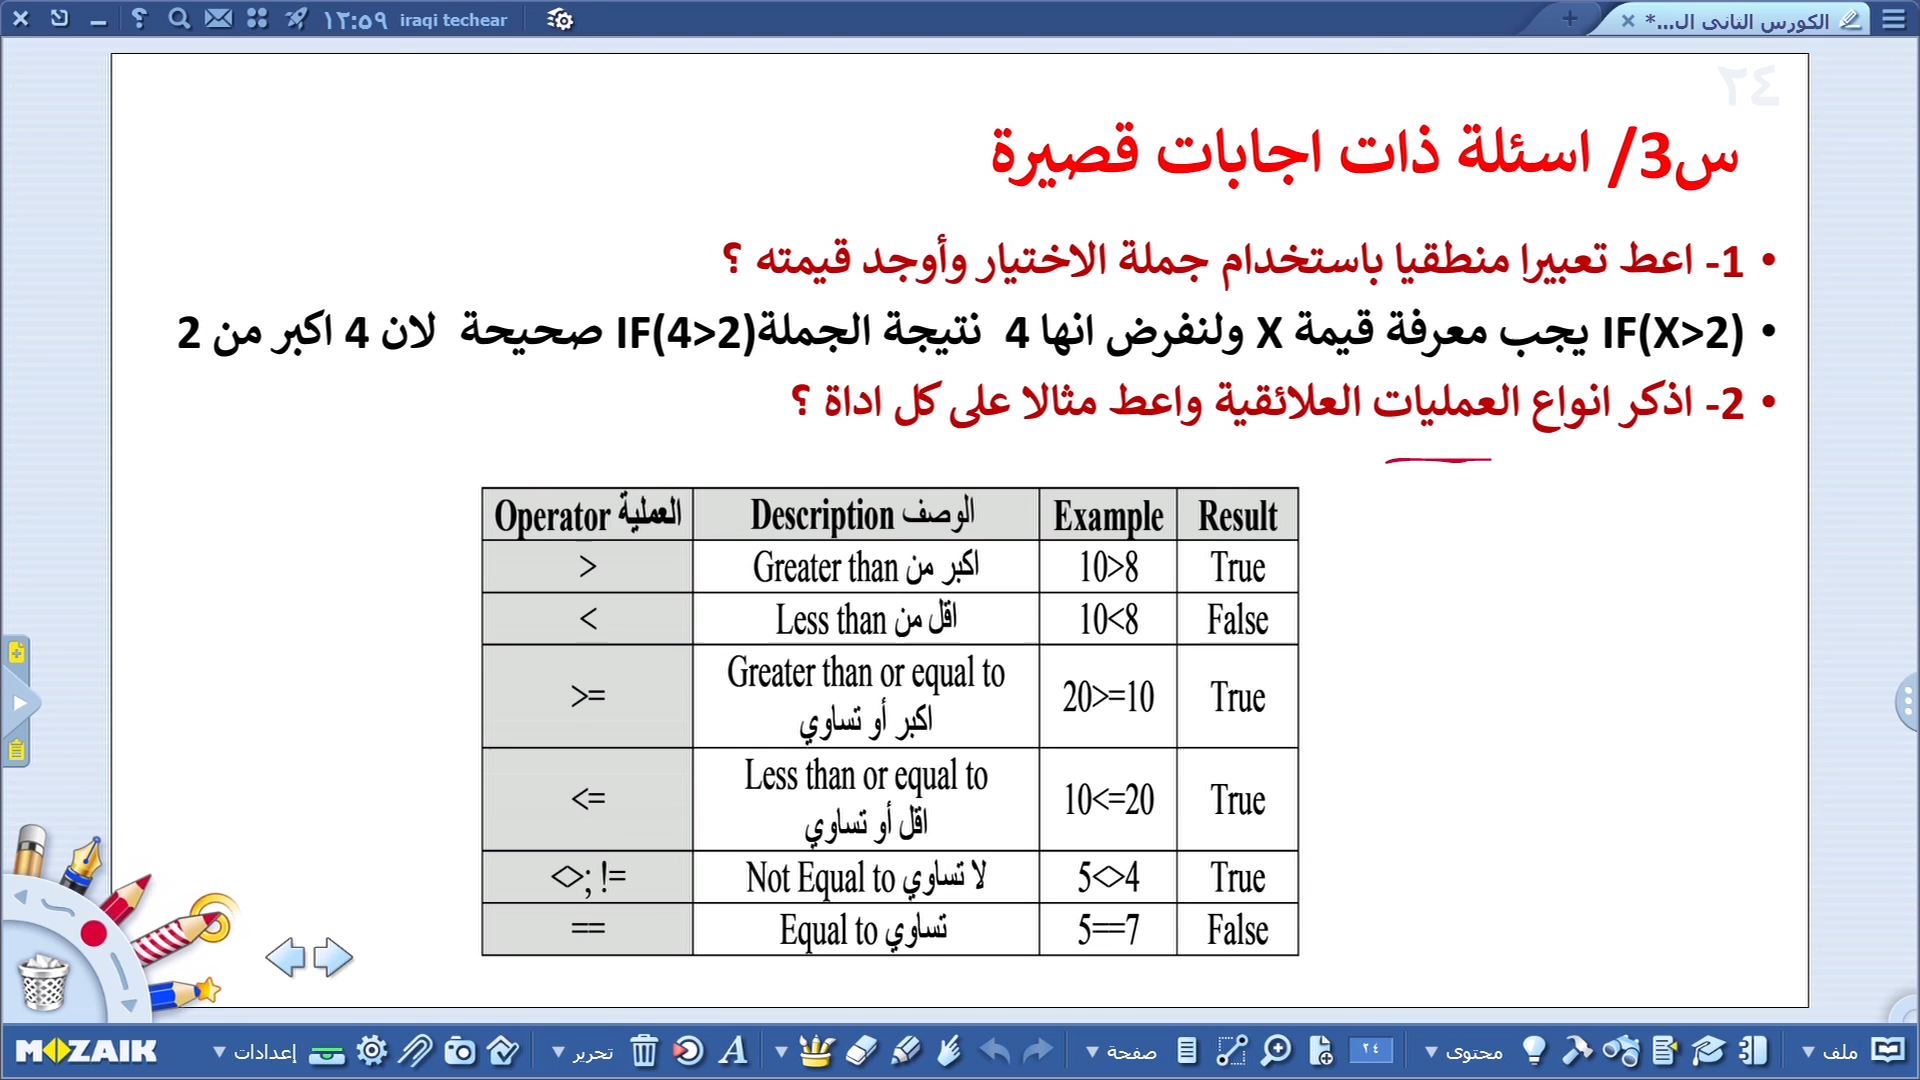 iraqi techear ١٣:٥٩
الكورس الثاني ال...*
٢٤
س3/ اسئلة ذات اجابات قصيرة
• 1- اعط تعبيرا منطقيا باستخدام جملة الاختيار وأوجد قيمته ؟
• IF(X>2) يجب معرفة قيمة X ولنفرض انها 4 نتيجة الجملة IF(4>2) صحيحة لان 4 اكبر من 2
• 2- اذكر انواع العمليات العلائقية واعط مثالا على كل اداة ؟
Operator العملية Description الوصف Example Result
> Greater than اكبر من 10>8 True
< Less than اقل من 10<8 False
>= Greater than or equal to اكبر أو تساوي 20>=10 True
<= Less than or equal to اقل أو تساوي 10<=20 True
<>; != Not Equal to لا تساوي 5<>4 True
== Equal to تساوي 5==7 False
MOZAIK إعدادات تحرير صفحة ٢٤ محتوى ملف